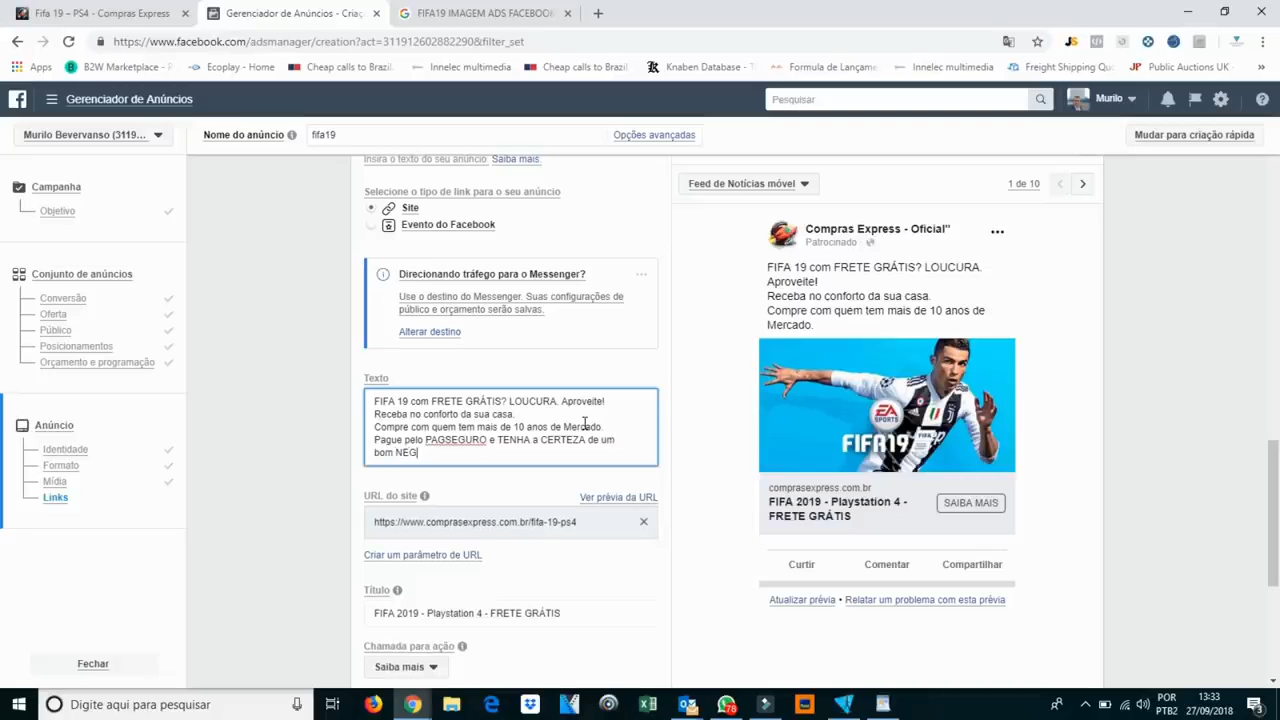 Fifa 19 – PS4 - Compras Express
Gerenciador de Anúncios - Criaç
FIFA19 IMAGEM ADS FACEBOOK
https://www.facebook.com/adsmanager/creation?act=311912602882290&filter_set
Apps
B2W Marketplace - P
Ecoplay - Home
Cheap calls to Brazil
Innelec multimedia
Cheap calls to Brazil
Knaben Database - T
Formula de Lançame
Innelec multimedia
Freight Shipping Quo
Public Auctions UK -
Gerenciador de Anúncios
Pesquisar
Murilo
Murilo Bevervanso (3119...
Nome do anúncio
fifa19
Opções avançadas
Mudar para criação rápida
Campanha
Objetivo
Conjunto de anúncios
Conversão
Oferta
Público
Posicionamentos
Orçamento e programação
Anúncio
Identidade
Formato
Mídia
Links
Fechar
Insira o texto do seu anúncio. Saiba mais.
Selecione o tipo de link para o seu anúncio
Site
Evento do Facebook
Direcionando tráfego para o Messenger?
Use o destino do Messenger. Suas configurações de
público e orçamento serão salvas.
Alterar destino
Texto
FIFA 19 com FRETE GRÁTIS? LOUCURA. Aproveite!
Receba no conforto da sua casa.
Compre com quem tem mais de 10 anos de Mercado.
Pague pelo PAGSEGURO e TENHA a CERTEZA de um
bom NEG
URL do site
Ver prévia da URL
https://www.comprasexpress.com.br/fifa-19-ps4
Criar um parâmetro de URL
Título
FIFA 2019 - Playstation 4 - FRETE GRÁTIS
Chamada para ação
Saiba mais
Feed de Notícias móvel
1 de 10
Compras Express - Oficial"
Patrocinado
FIFA 19 com FRETE GRÁTIS? LOUCURA.
Aproveite!
Receba no conforto da sua casa.
Compre com quem tem mais de 10 anos de
Mercado.
EA
SPORTS
FIFA19
Jeep
comprasexpress.com.br
FIFA 2019 - Playstation 4 -
FRETE GRÁTIS
SAIBA MAIS
Curtir
Comentar
Compartilhar
Atualizar prévia • Relatar um problema com esta prévia
Digite aqui para pesquisar
78
POR
PTB2
13:33
27/09/2018
3